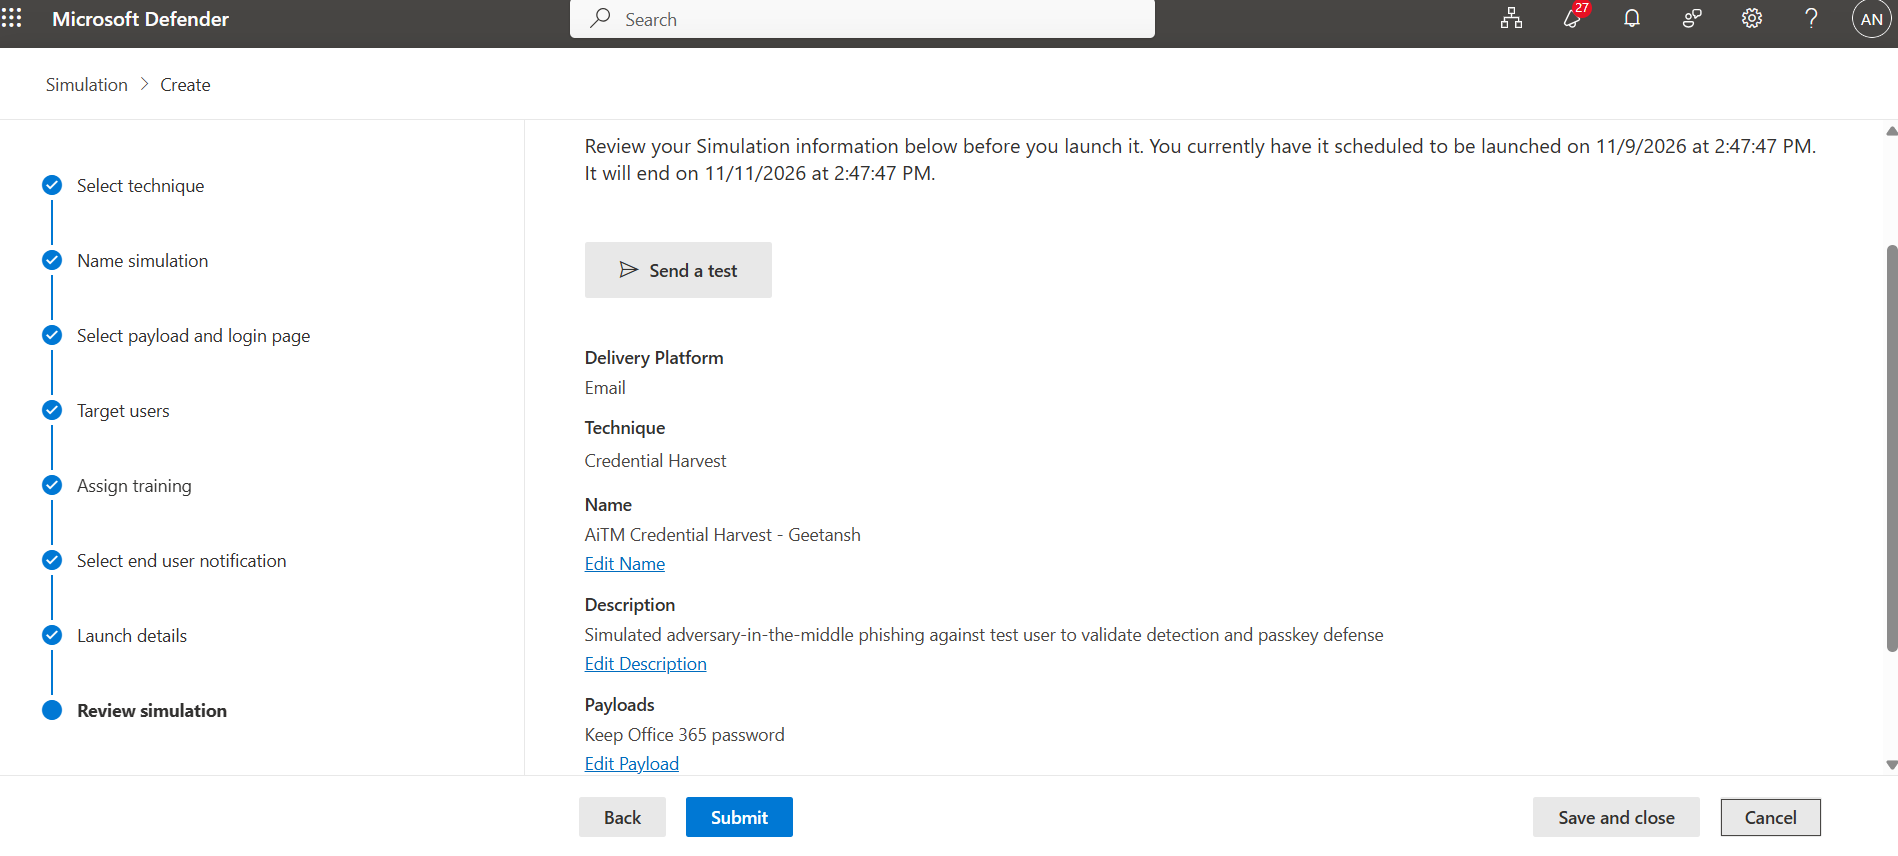 Microsoft Defender
Search
27
AN
Simulation > Create
Select technique
Name simulation
Select payload and login page
Target users
Assign training
Select end user notification
Launch details
Review simulation
Review your Simulation information below before you launch it. You currently have it scheduled to be launched on 11/9/2026 at 2:47:47 PM.
It will end on 11/11/2026 at 2:47:47 PM.
Send a test
Delivery Platform
Email
Technique
Credential Harvest
Name
AiTM Credential Harvest - Geetansh
Edit Name
Description
Simulated adversary-in-the-middle phishing against test user to validate detection and passkey defense
Edit Description
Payloads
Keep Office 365 password
Edit Payload
Back
Submit
Save and close
Cancel